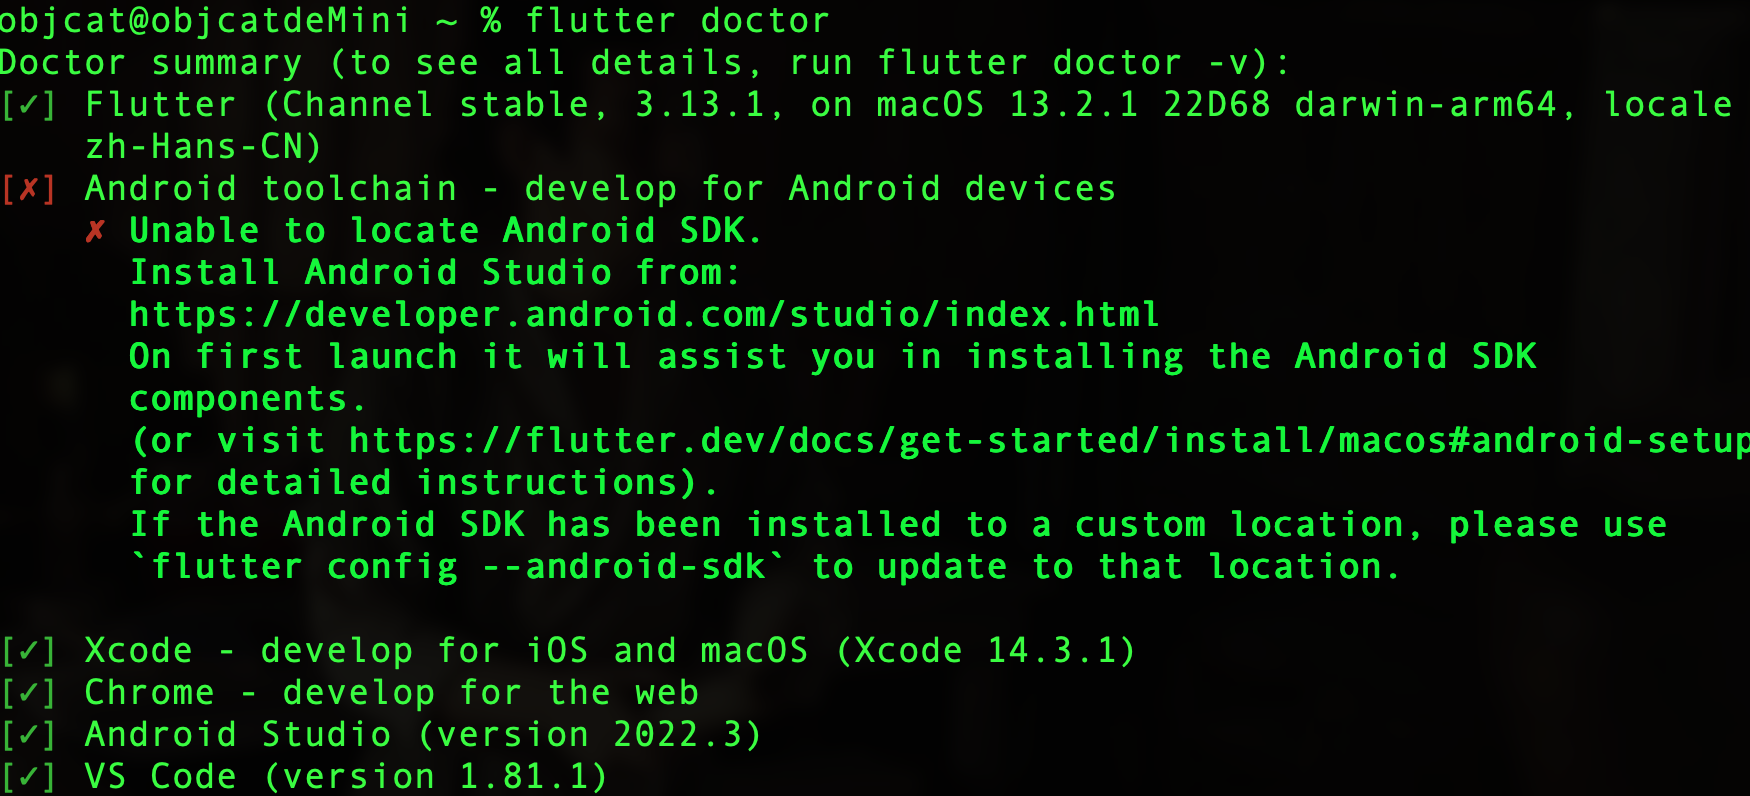 objcat@objcatdeMini ~ % flutter doctor
Doctor summary (to see all details, run flutter doctor -v):
[✓] Flutter (Channel stable, 3.13.1, on macOS 13.2.1 22D68 darwin-arm64, locale
zh-Hans-CN)
[✗] Android toolchain - develop for Android devices
✗ Unable to locate Android SDK.
Install Android Studio from:
https://developer.android.com/studio/index.html
On first launch it will assist you in installing the Android SDK
components.
(or visit https://flutter.dev/docs/get-started/install/macos#android-setup
for detailed instructions).
If the Android SDK has been installed to a custom location, please use
`flutter config --android-sdk` to update to that location.
[✓] Xcode - develop for iOS and macOS (Xcode 14.3.1)
[✓] Chrome - develop for the web
[✓] Android Studio (version 2022.3)
[✓] VS Code (version 1.81.1)